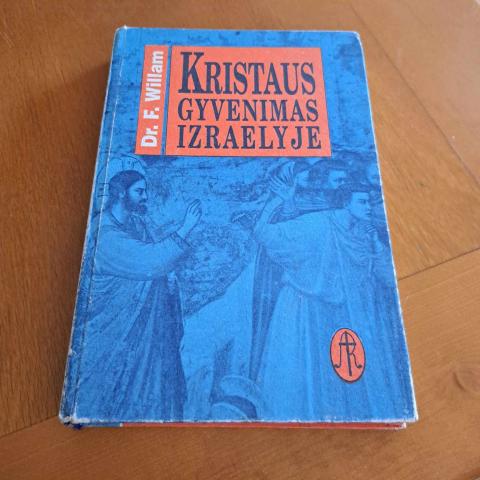 Dr. F. Willam
KRISTAUS
GYVENIMAS
IZRAELYJE